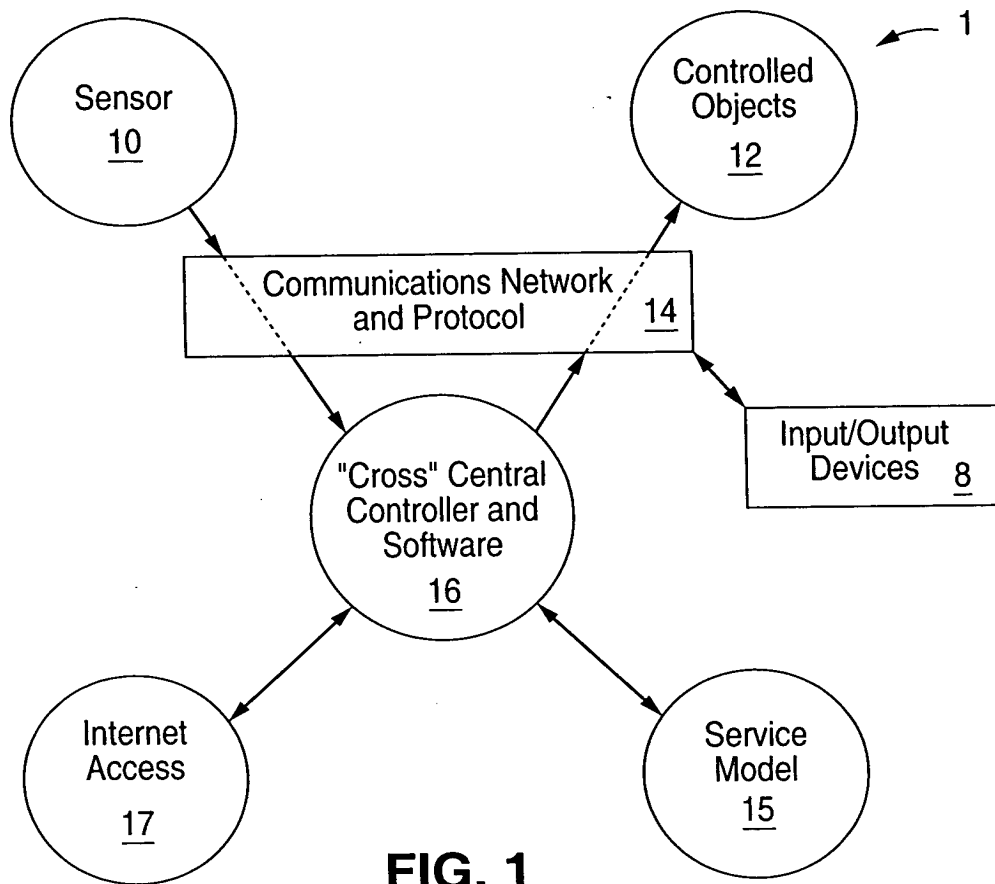 1
Sensor
10
Controlled
Objects
12
Communications Network
and Protocol
14
Input/Output
Devices
8
"Cross" Central
Controller and
Software
16
Internet
Access
17
Service
Model
15
FIG. 1